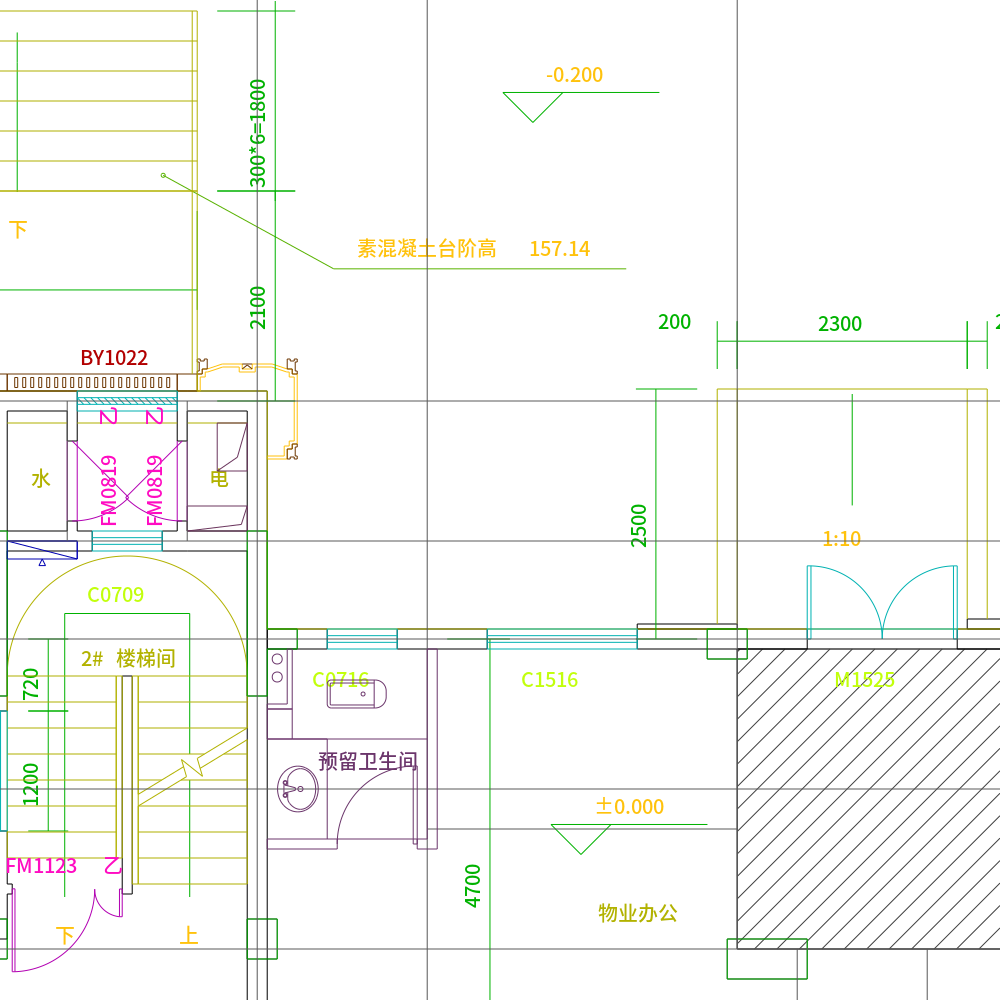 -0.200
300*6=1800
下
素混凝土台阶高 157.14
2100
200
2300
BY1022
K
乙
乙
水
FM0819
FM0819
电
2500
1:10
C0709
2# 楼梯间
720
C0716
C1516
M1525
预留卫生间
1200
±0.000
FM1123 乙
4700
物业办公
下
上